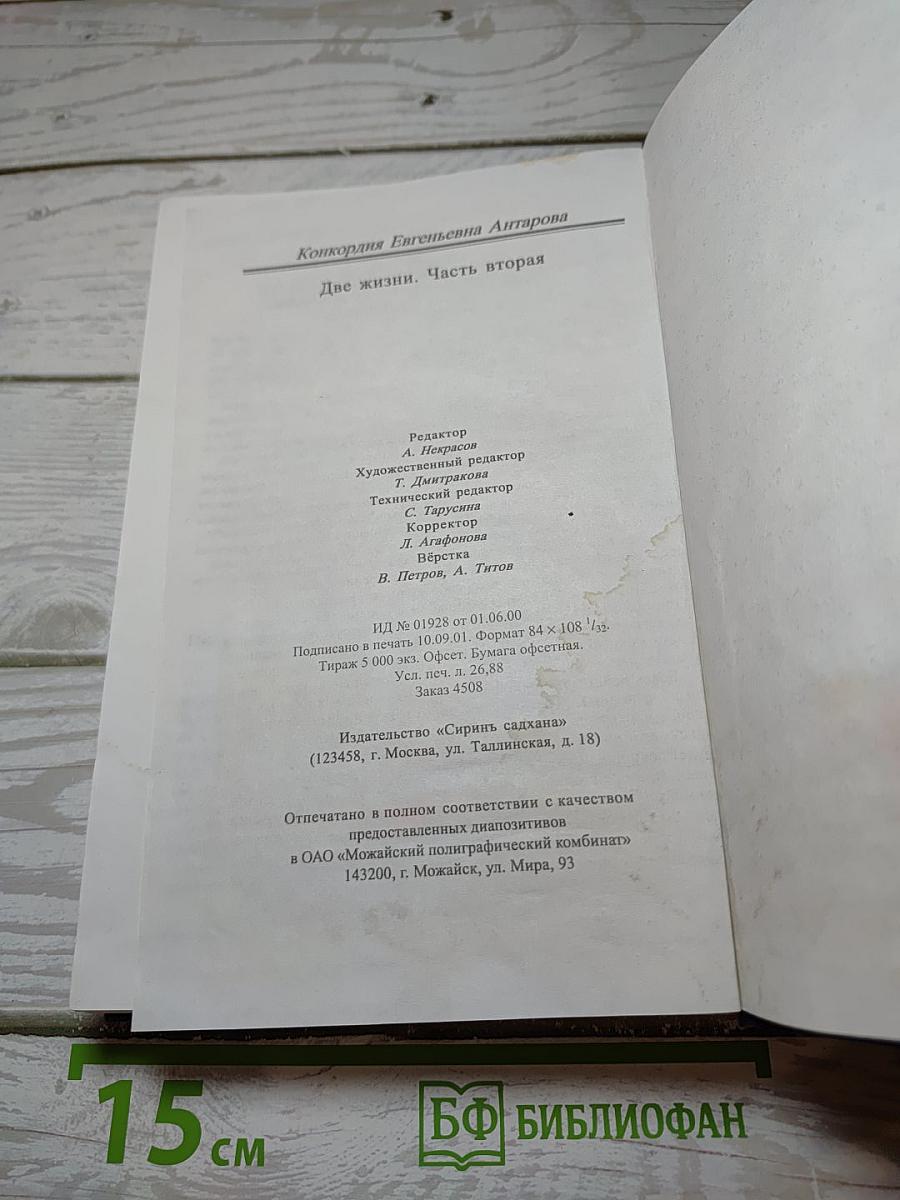 Конкордия Евгеньевна Антарова
Две жизни. Часть вторая
Редактор
А. Некрасов
Художественный редактор
Т. Дмитракова
Технический редактор
С. Тарусина
Корректор
Л. Агафонова
Вёрстка
В. Петров, А. Титов
ИД № 01928 от 01.06.00
Подписано в печать 10.09.01. Формат 84 × 108 1/32.
Тираж 5 000 экз. Офсет. Бумага офсетная.
Усл. печ. л. 26,88
Заказ 4508
Издательство «Сиринъ садхана»
(123458, г. Москва, ул. Таллинская, д. 18)
Отпечатано в полном соответствии с качеством
предоставленных диапозитивов
в ОАО «Можайский полиграфический комбинат»
143200, г. Можайск, ул. Мира, 93
15 см
БФ БИБЛИОФАН